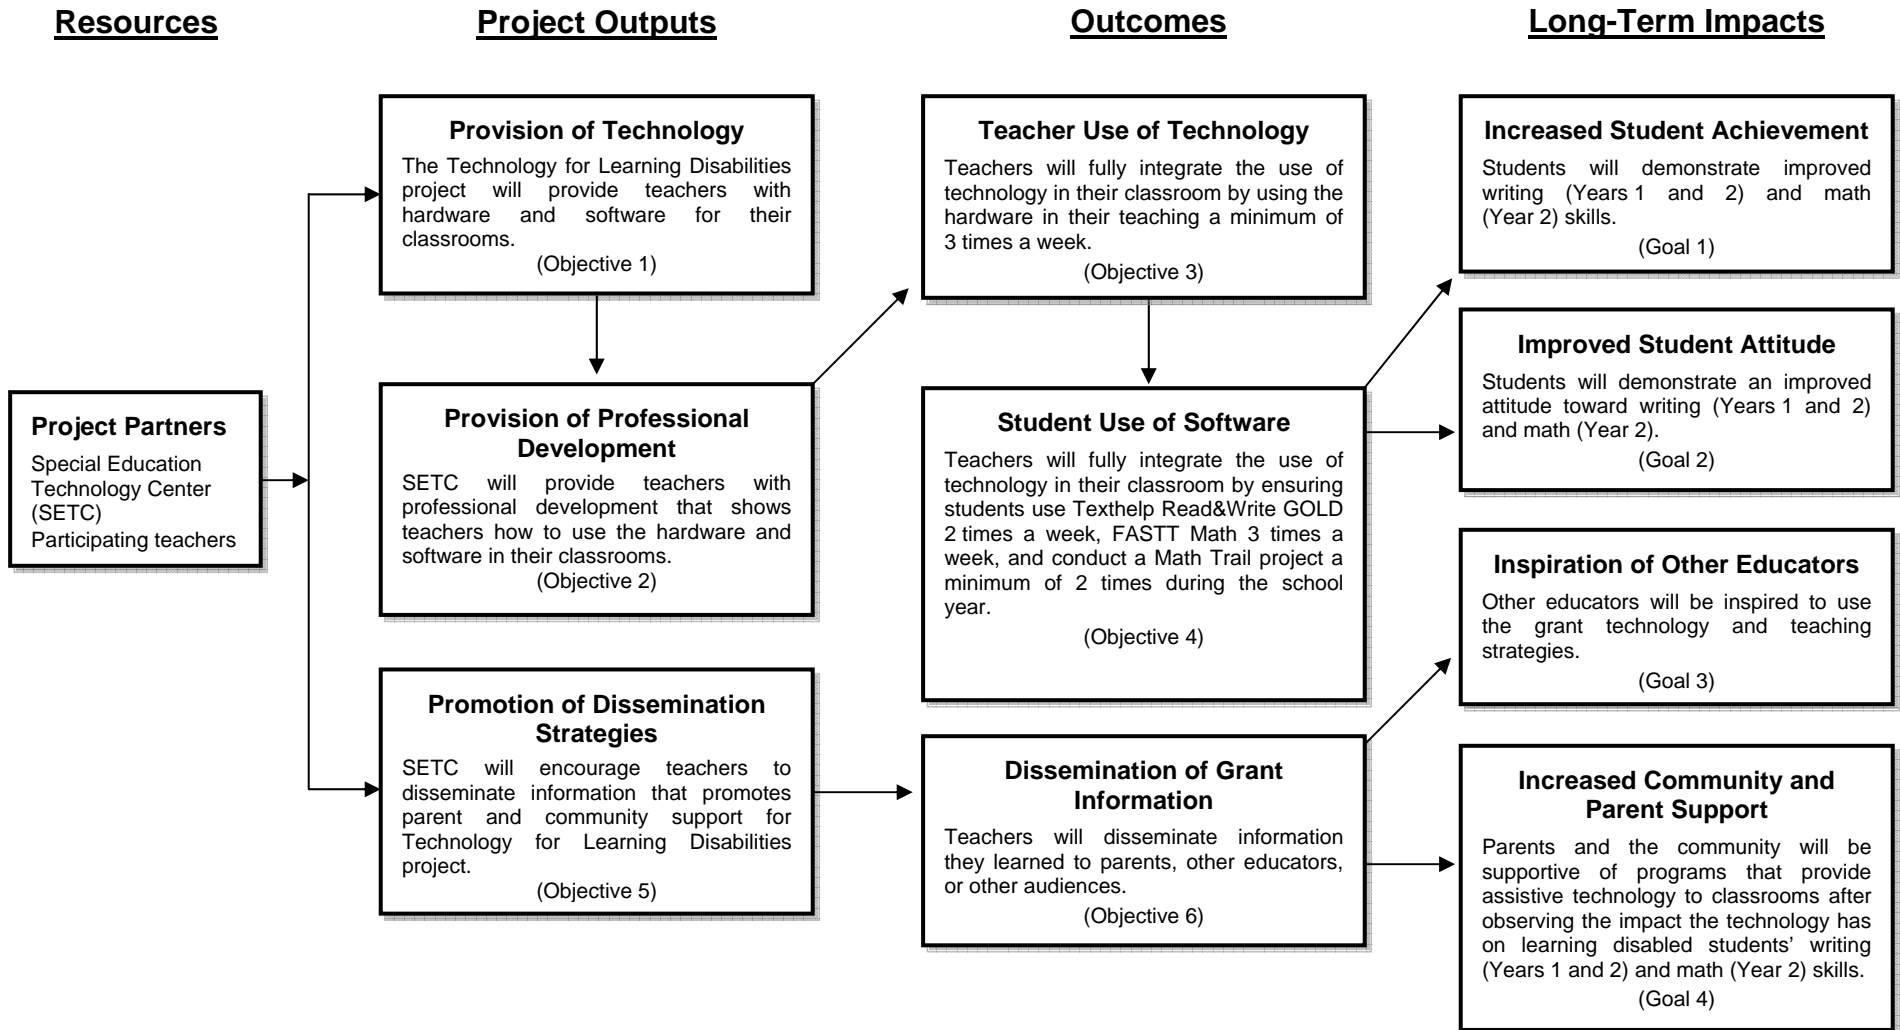 Resources
Project Outputs
Outcomes
Long-Term Impacts
Project Partners
Special Education
Technology Center
(SETC)
Participating teachers
Provision of Technology
The Technology for Learning Disabilities
project will provide teachers with
hardware and software for their
classrooms.
(Objective 1)
Provision of Professional
Development
SETC will provide teachers with
professional development that shows
teachers how to use the hardware and
software in their classrooms.
(Objective 2)
Promotion of Dissemination
Strategies
SETC will encourage teachers to
disseminate information that promotes
parent and community support for
Technology for Learning Disabilities
project.
(Objective 5)
Teacher Use of Technology
Teachers will fully integrate the use of
technology in their classroom by using the
hardware in their teaching a minimum of
3 times a week.
(Objective 3)
Student Use of Software
Teachers will fully integrate the use of
technology in their classroom by ensuring
students use Texthelp Read&Write GOLD
2 times a week, FASTT Math 3 times a
week, and conduct a Math Trail project a
minimum of 2 times during the school
year.
(Objective 4)
Dissemination of Grant
Information
Teachers will disseminate information
they learned to parents, other educators,
or other audiences.
(Objective 6)
Increased Student Achievement
Students will demonstrate improved
writing (Years 1 and 2) and math
(Year 2) skills.
(Goal 1)
Improved Student Attitude
Students will demonstrate an improved
attitude toward writing (Years 1 and 2)
and math (Year 2).
(Goal 2)
Inspiration of Other Educators
Other educators will be inspired to use
the grant technology and teaching
strategies.
(Goal 3)
Increased Community and
Parent Support
Parents and the community will be
supportive of programs that provide
assistive technology to classrooms after
observing the impact the technology has
on learning disabled students' writing
(Years 1 and 2) and math (Year 2) skills.
(Goal 4)